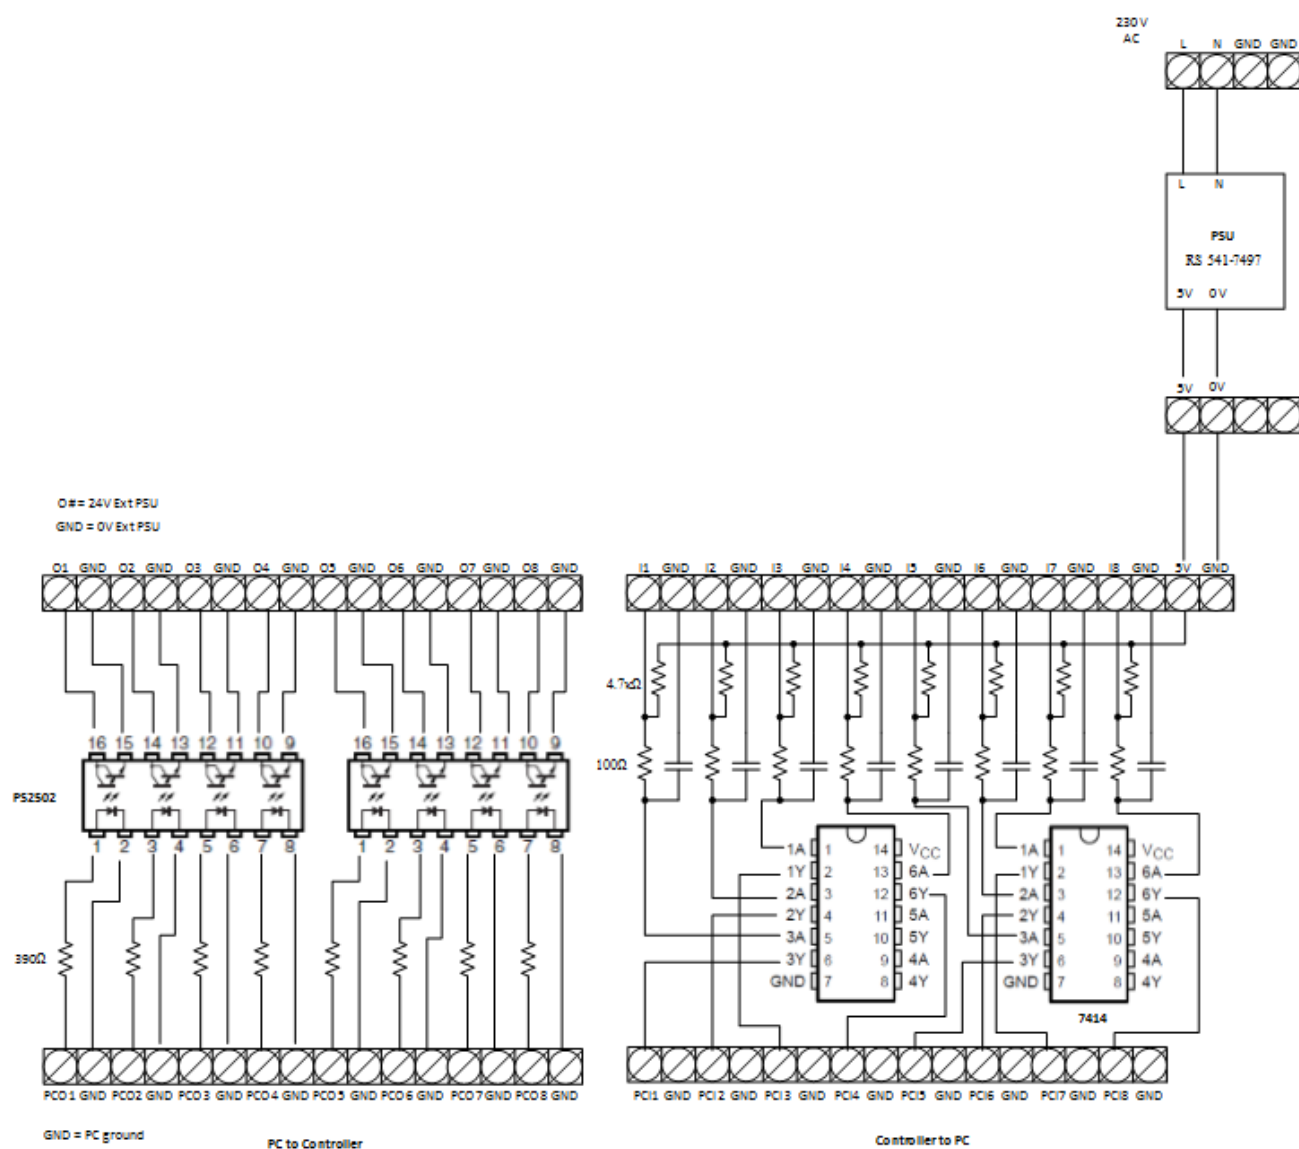 230 V
AC
L N GND GND
L N
PSU
RS 541-7497
5V 0V
5V 0V
O# = 24V Ext PSU
GND = 0V Ext PSU
O1 GND O2 GND O3 GND O4 GND O5 GND O6 GND O7 GND O8 GND
I1 GND I2 GND I3 GND I4 GND I5 GND I6 GND I7 GND I8 GND 5V GND
4.7kΩ
100Ω
16 15 14 13 12 11 10 9
16 15 14 13 12 11 10 9
PS2502
1 2 3 4 5 6 7 8
1 2 3 4 5 6 7 8
390Ω
1A 1 14 VCC
1Y 2 13 6A
2A 3 12 6Y
2Y 4 11 5A
3A 5 10 5Y
3Y 6 9 4A
GND 7 8 4Y
1A 1 14 VCC
1Y 2 13 6A
2A 3 12 6Y
2Y 4 11 5A
3A 5 10 5Y
3Y 6 9 4A
GND 7 8 4Y
7414
PCO1 GND PCO2 GND PCO3 GND PCO4 GND PCO5 GND PCO6 GND PCO7 GND PCO8 GND
PCI1 GND PCI2 GND PCI3 GND PCI4 GND PCI5 GND PCI6 GND PCI7 GND PCI8 GND
GND = PC ground
PC to Controller
Controller to PC